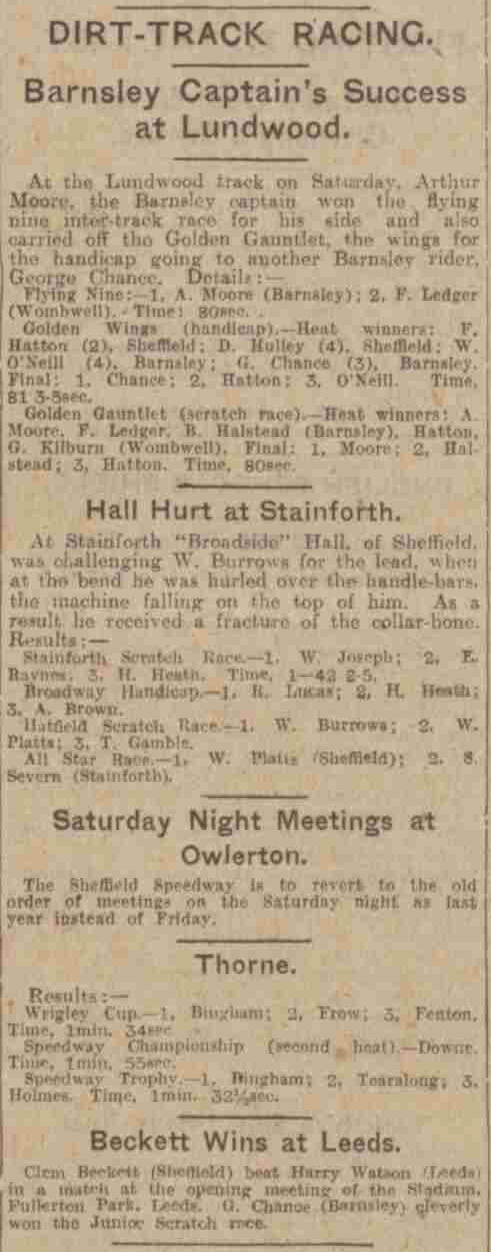 DIRT-TRACK RACING.
Barnsley Captain's Success
at Lundwood.
At the Lundwood track on Saturday, Arthur
Moore, the Barnsley captain won the flying
nine inter-track race for his side and also
carried off the Golden Gauntlet, the wings for
the handicap going to another Barnsley rider,
George Chance. Details:—
Flying Nine:—1, A. Moore (Barnsley); 2, F. Ledger
(Wombwell). Time: 80sec.
Golden Wings (handicap).—Heat winners: F.
Hatton (2), Sheffield; D. Hulley (4), Sheffield; W.
O'Neill (4), Barnsley; G. Chance (3), Barnsley.
Final: 1, Chance; 2, Hatton; 3, O'Neill. Time,
81 3-5sec.
Golden Gauntlet (scratch race).—Heat winners: A.
Moore, F. Ledger, B. Halstead (Barnsley), Hatton,
G. Kilburn (Wombwell). Final: 1, Moore; 2, Hal-
stead; 3, Hatton. Time, 80sec.
Hall Hurt at Stainforth.
At Stainforth "Broadside" Hall, of Sheffield,
was challenging W. Burrows for the lead, when
at the bend he was hurled over the handle-bars,
the machine falling on the top of him. As a
result he received a fracture of the collar-bone.
Results:—
Stainforth Scratch Race.—1, W. Joseph; 2, E.
Raynes; 3, H. Heath. Time, 1—42 2-5.
Broadway Handicap.—1, R. Lucas; 2, H. Heath;
3, A. Brown.
Hatfield Scratch Race.—1, W. Burrows; 2, W.
Platts; 3, T. Gamble.
All Star Race.—1, W. Platts (Sheffield); 2, S.
Severn (Stainforth).
Saturday Night Meetings at
Owlerton.
The Sheffield Speedway is to revert to the old
order of meetings on the Saturday night as last
year instead of Friday.
Thorne.
Results:—
Wrigley Cup.—1, Bingham; 2, Frow; 3, Fenton.
Time, 1min. 34sec
Speedway Championship (second heat).—Downe.
Time, 1min. 33sec.
Speedway Trophy.—1, Bingham; 2, Tearalong; 3,
Holmes. Time, 1min. 32½sec.
Beckett Wins at Leeds.
Clem Beckett (Sheffield) beat Harry Watson (Leeds)
in a match at the opening meeting of the Stadium,
Fullerton Park, Leeds. G. Chance (Barnsley) cleverly
won the Junior Scratch race.